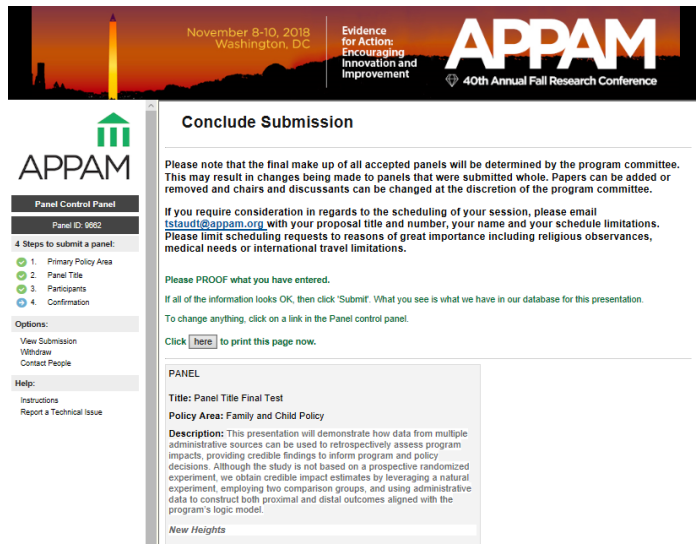 November 8-10, 2018
Washington, DC
Evidence
for Action:
Encouraging
Innovation and
Improvement
APPAM
40th Annual Fall Research Conference
APPAM
Panel Control Panel
Panel ID: 9662
4 Steps to submit a panel:
1. Primary Policy Area
2. Panel Title
3. Participants
4. Confirmation
Options:
View Submission
Withdraw
Contact People
Help:
Instructions
Report a Technical Issue
Conclude Submission
Please note that the final make up of all accepted panels will be determined by the program committee.
This may result in changes being made to panels that were submitted whole. Papers can be added or
removed and chairs and discussants can be changed at the discretion of the program committee.
If you require consideration in regards to the scheduling of your session, please email
tstaudt@appam.org with your proposal title and number, your name and your schedule limitations.
Please limit scheduling requests to reasons of great importance including religious observances,
medical needs or international travel limitations.
Please PROOF what you have entered.
If all of the information looks OK, then click 'Submit'. What you see is what we have in our database for this presentation.
To change anything, click on a link in the Panel control panel.
Click here to print this page now.
PANEL
Title: Panel Title Final Test
Policy Area: Family and Child Policy
Description: This presentation will demonstrate how data from multiple
administrative sources can be used to retrospectively assess program
impacts, providing credible findings to inform program and policy
decisions. Although the study is not based on a prospective randomized
experiment, we obtain credible impact estimates by leveraging a natural
experiment, employing two comparison groups, and using administrative
data to construct both proximal and distal outcomes aligned with the
program's logic model.
New Heights